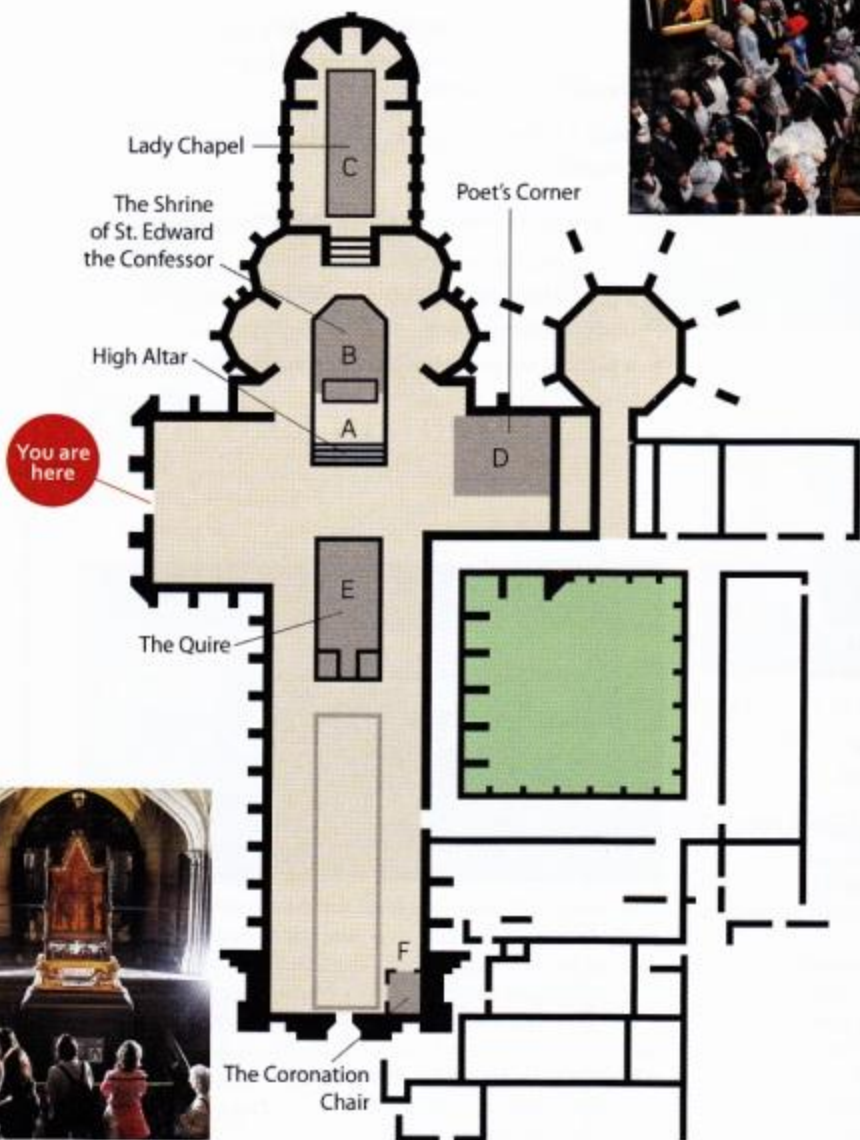 Lady Chapel
C
The Shrine
of St. Edward
the Confessor
Poet's Corner
B
High Altar
A
You are
here
D
E
The Quire
F
The Coronation
Chair